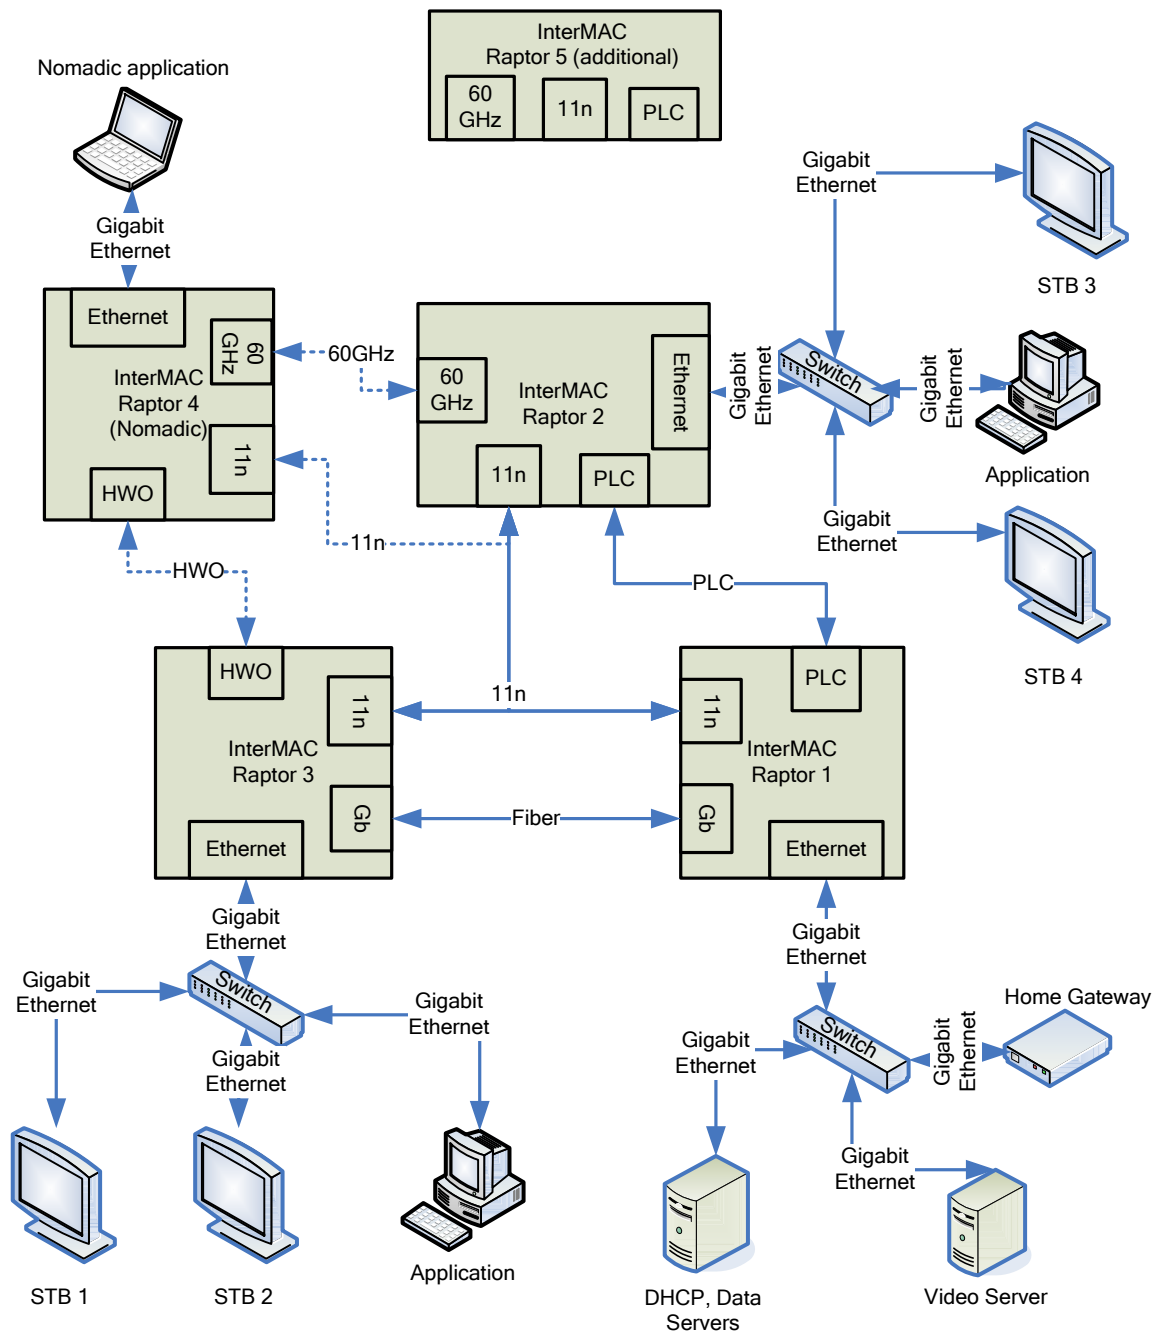 InterMAC
Raptor 5 (additional)
60
GHz
11n
PLC
Nomadic application
Gigabit
Ethernet
Gigabit
Ethernet
STB 3
Ethernet
60
GHz
InterMAC
Raptor 4
(Nomadic)
11n
HWO
60GHz
60
GHz
InterMAC
Raptor 2
Ethernet
11n
PLC
Gigabit
Ethernet
Switch
Gigabit
Ethernet
Application
Gigabit
Ethernet
STB 4
11n
HWO
PLC
HWO
11n
InterMAC
Raptor 3
Gb
Ethernet
11n
Fiber
PLC
11n
InterMAC
Raptor 1
Gb
Ethernet
Gigabit
Ethernet
Switch
Gigabit
Ethernet
Gigabit
Ethernet
Gigabit
Ethernet
STB 1
STB 2
Application
Gigabit
Ethernet
Switch
Gigabit
Ethernet
Gigabit
Ethernet
Home Gateway
Gigabit
Ethernet
DHCP, Data
Servers
Video Server